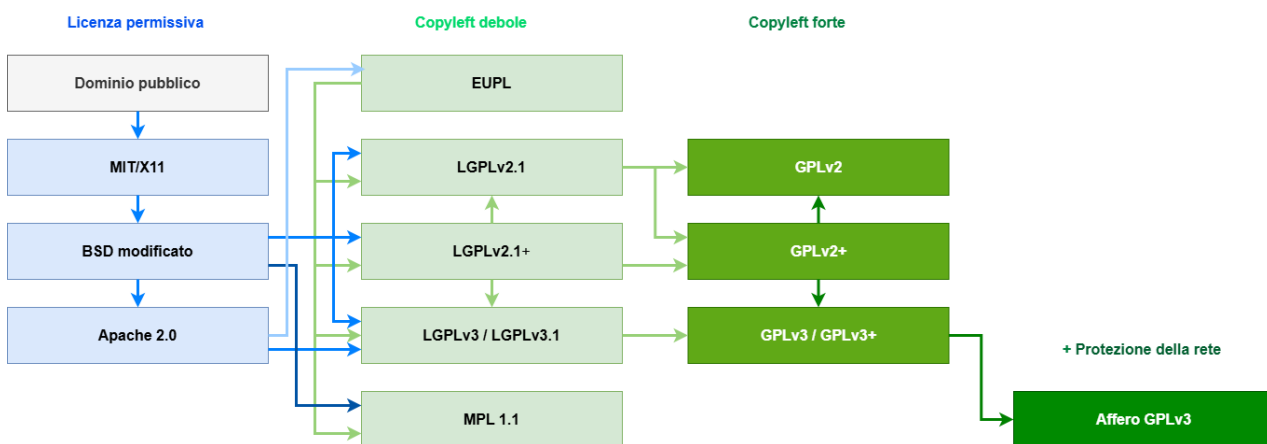 Licenza permissiva
Copyleft debole
Copyleft forte
Dominio pubblico
EUPL
MIT/X11
LGPLv2.1
GPLv2
BSD modificato
LGPLv2.1+
GPLv2+
Apache 2.0
LGPLv3 / LGPLv3.1
GPLv3 / GPLv3+
+ Protezione della rete
MPL 1.1
Affero GPLv3